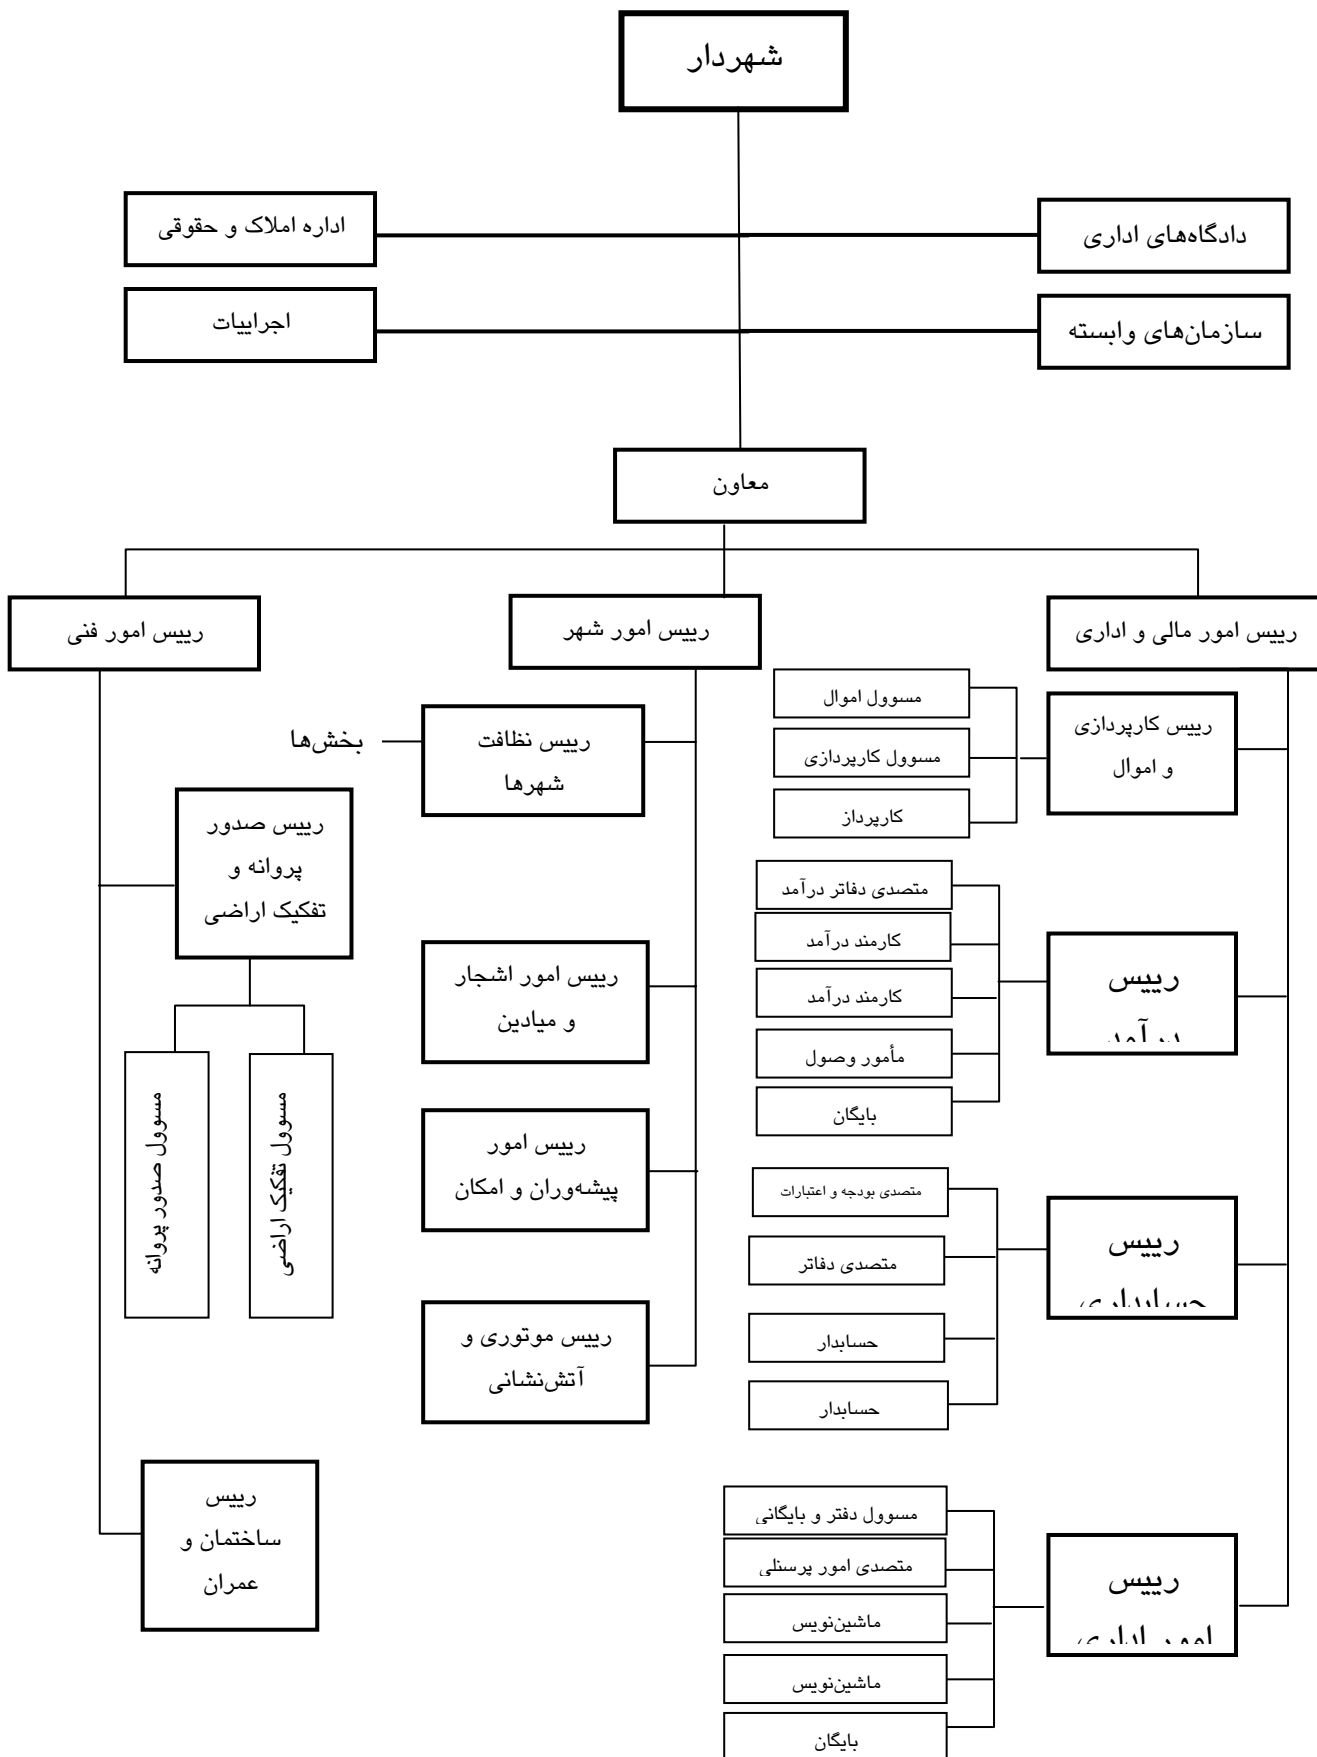 شهردار
دادگاه‌های اداری
اداره املاک و حقوقی
سازمان‌های وابسته
اجراییات
معاون
رییس امور مالی و اداری
رییس امور شهر
رییس امور فنی
رییس کارپردازی
و اموال
مسوول اموال
مسوول کارپردازی
کارپرداز
رییس
درآمد
متصدی دفاتر درآمد
کارمند درآمد
کارمند درآمد
مأمور وصول
بایگان
رییس
حسابداری
متصدی بودجه و اعتبارات
متصدی دفاتر
حسابدار
حسابدار
رییس
امور اداری
مسوول دفتر و بایگانی
متصدی امور پرسنلی
ماشین‌نویس
ماشین‌نویس
بایگان
رییس نظافت
شهرها
بخش‌ها
رییس امور اشجار
و میادین
رییس امور
پیشه‌وران و امکان
رییس موتوری و
آتش‌نشانی
رییس صدور
پروانه و
تفکیک اراضی
مسوول تفکیک اراضی
مسوول صدور پروانه
رییس
ساختمان و
عمران